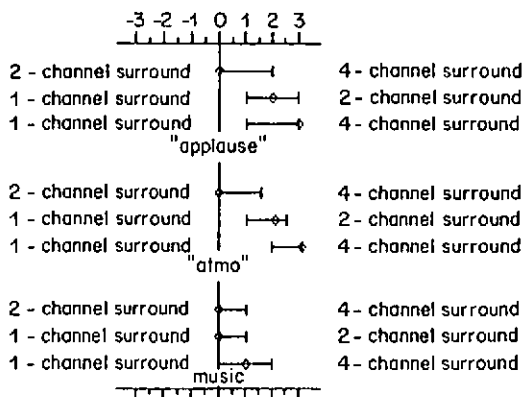 -3 -2 -1 0 1 2 3
2 - channel surround 4 - channel surround
1 - channel surround 2 - channel surround
1 - channel surround 4 - channel surround
"applause"
2 - channel surround 4 - channel surround
1 - channel surround 2 - channel surround
1 - channel surround 4 - channel surround
"atmo"
2 - channel surround 4 - channel surround
1 - channel surround 2 - channel surround
1 - channel surround 4 - channel surround
music